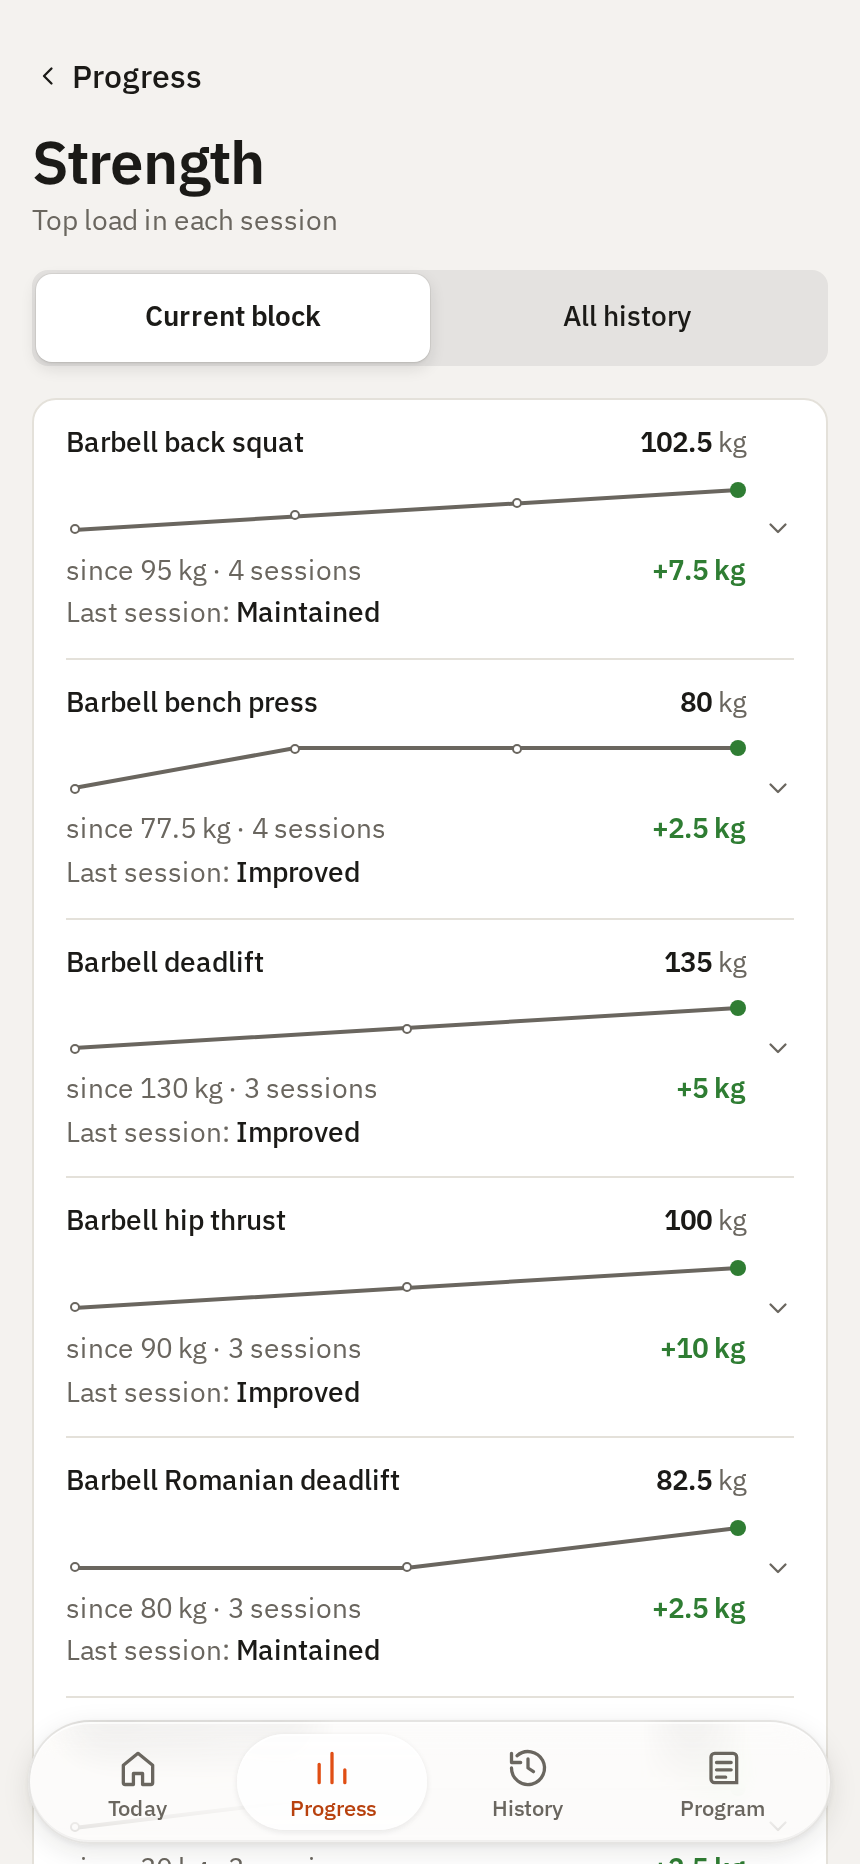 Progress
Strength
Top load in each session
Current block All history
Barbell back squat 102.5 kg
since 95 kg · 4 sessions +7.5 kg
Last session: Maintained
Barbell bench press 80 kg
since 77.5 kg · 4 sessions +2.5 kg
Last session: Improved
Barbell deadlift 135 kg
since 130 kg · 3 sessions +5 kg
Last session: Improved
Barbell hip thrust 100 kg
since 90 kg · 3 sessions +10 kg
Last session: Improved
Barbell Romanian deadlift 82.5 kg
since 80 kg · 3 sessions +2.5 kg
Last session: Maintained
Today Progress History Program